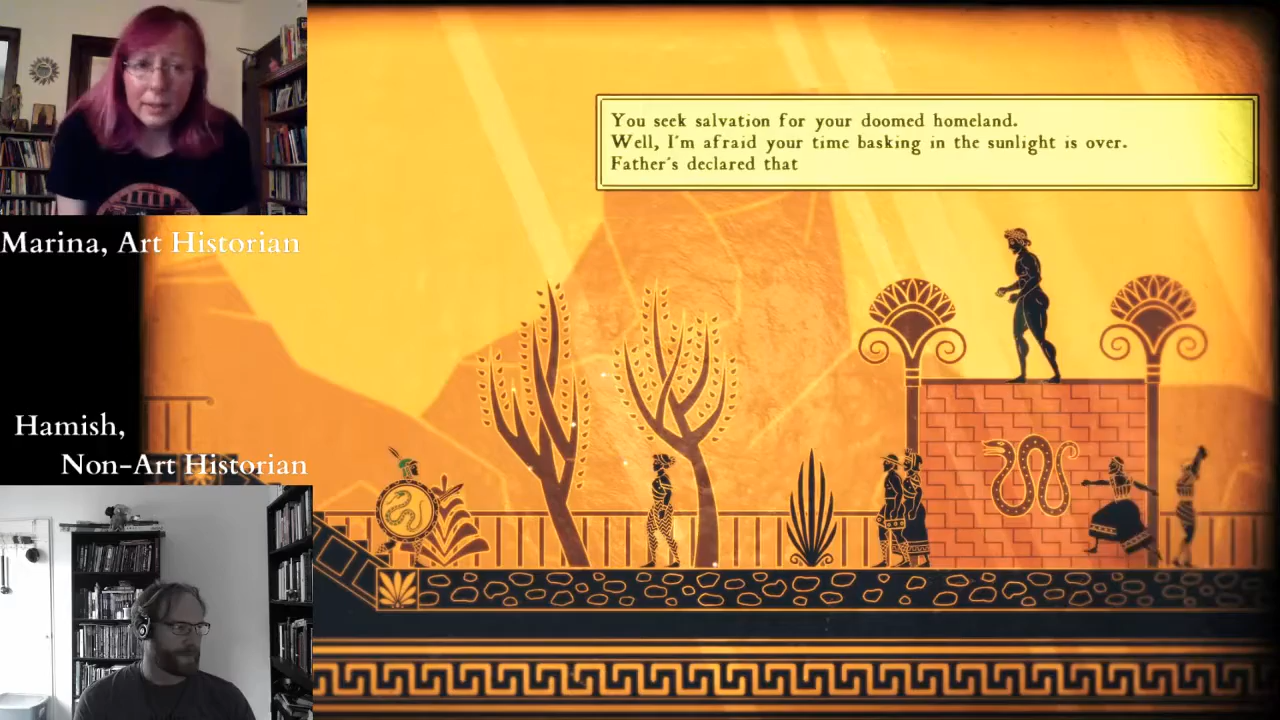 Marina, Art Historian
Hamish,
Non-Art Historian
You seek salvation for your doomed homeland.
Well, I'm afraid your time basking in the sunlight is over.
Father's declared that